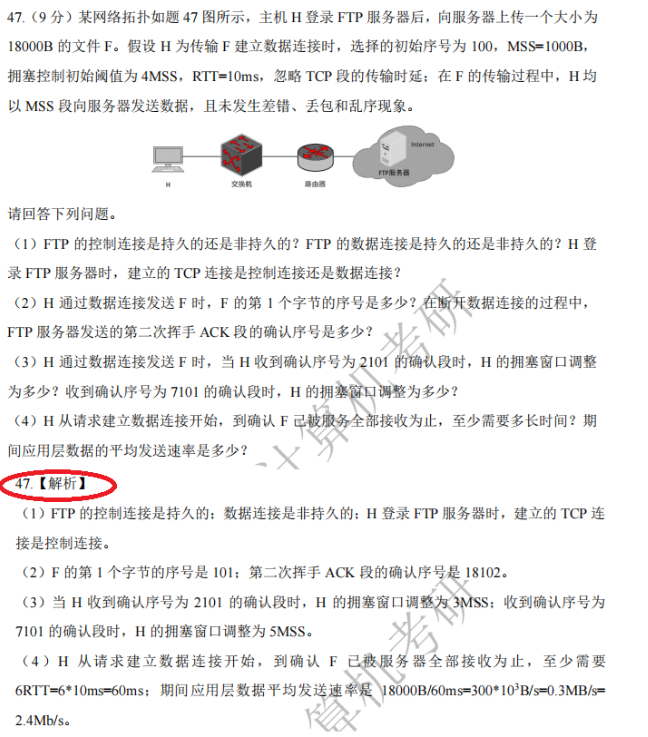 47.（9 分）某网络拓扑如题 47 图所示，主机 H 登录 FTP 服务器后，向服务器上传一个大小为
18000B 的文件 F。假设 H 为传输 F 建立数据连接时，选择的初始序号为 100，MSS=1000B，
拥塞控制初始阈值为 4MSS，RTT=10ms，忽略 TCP 段的传输时延；在 F 的传输过程中，H 均
以 MSS 段向服务器发送数据，且未发生差错、丢包和乱序现象。
Internet
FTP服务器
H 交换机 路由器
请回答下列问题。
（1）FTP 的控制连接是持久的还是非持久的？FTP 的数据连接是持久的还是非持久的？H 登
录 FTP 服务器时，建立的 TCP 连接是控制连接还是数据连接？
（2）H 通过数据连接发送 F 时，F 的第 1 个字节的序号是多少？在断开数据连接的过程中，
FTP 服务器发送的第二次挥手 ACK 段的确认序号是多少？
（3）H 通过数据连接发送 F 时，当 H 收到确认序号为 2101 的确认段时，H 的拥塞窗口调整
为多少？收到确认序号为 7101 的确认段时，H 的拥塞窗口调整为多少？
（4）H 从请求建立数据连接开始，到确认 F 已被服务全部接收为止，至少需要多长时间？期
间应用层数据的平均发送速率是多少？
计算机考研
47.【解析】
（1）FTP 的控制连接是持久的；数据连接是非持久的；H 登录 FTP 服务器时，建立的 TCP 连
接是控制连接。
（2）F 的第 1 个字节的序号是 101；第二次挥手 ACK 段的确认序号是 18102。
（3）当 H 收到确认序号为 2101 的确认段时，H 的拥塞窗口调整为 3MSS；收到确认序号为
7101 的确认段时，H 的拥塞窗口调整为 5MSS。
（4）H 从请求建立数据连接开始，到确认 F 已被服务器全部接收为止，至少需要
6RTT=6*10ms=60ms；期间应用层数据平均发送速率是 18000B/60ms=300*10³B/s=0.3MB/s=
2.4Mb/s。
算机考研